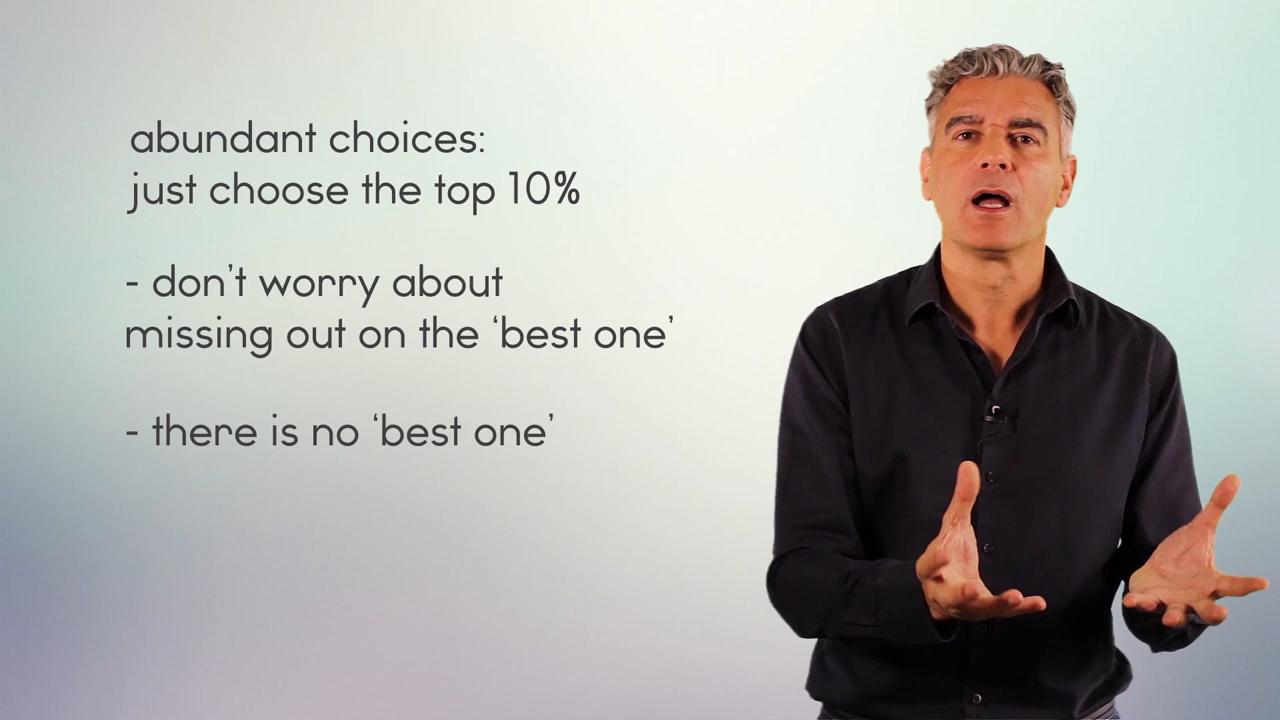 abundant choices:
just choose the top 10%
- don't worry about
missing out on the ‘best one’
- there is no ‘best one’